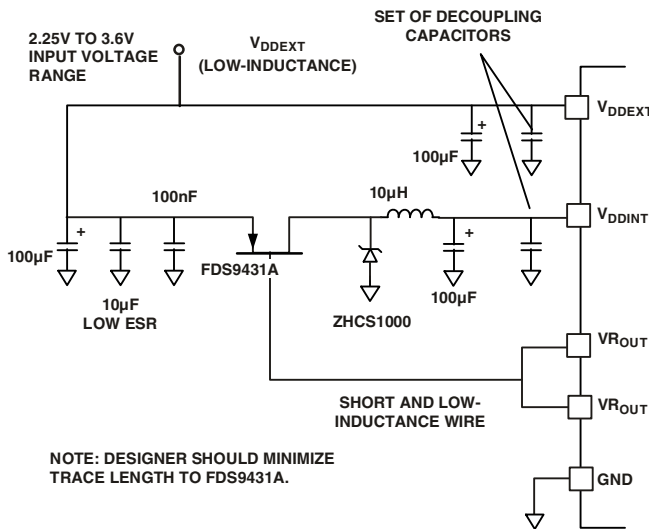 SET OF DECOUPLING
CAPACITORS
2.25V TO 3.6V
INPUT VOLTAGE
RANGE
VDDEXT
(LOW-INDUCTANCE)
VDDEXT
+
100µF
100nF
10µH
VDDINT
+
100µF
+
100µF
FDS9431A
10µF
LOW ESR
ZHCS1000
VROUT
SHORT AND LOW-
INDUCTANCE WIRE
VROUT
NOTE: DESIGNER SHOULD MINIMIZE
TRACE LENGTH TO FDS9431A.
GND